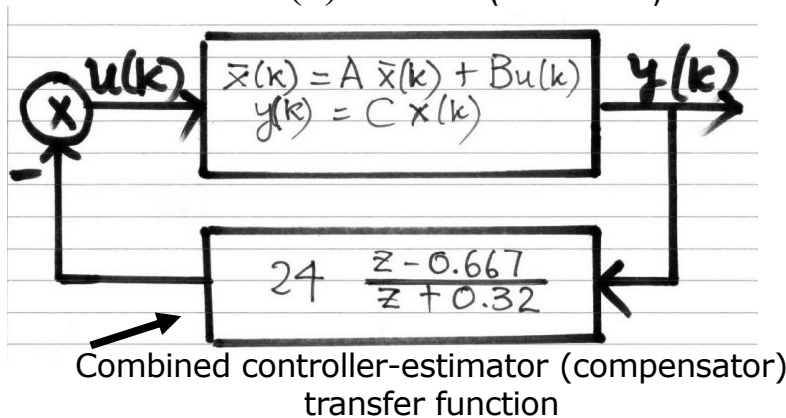 u(k)
x̄(k) = A x̄(k) + Bu(k)
y(k) = C x(k)
y(k)
x
-
24 z - 0.667 / z + 0.32
Combined controller-estimator (compensator)
transfer function